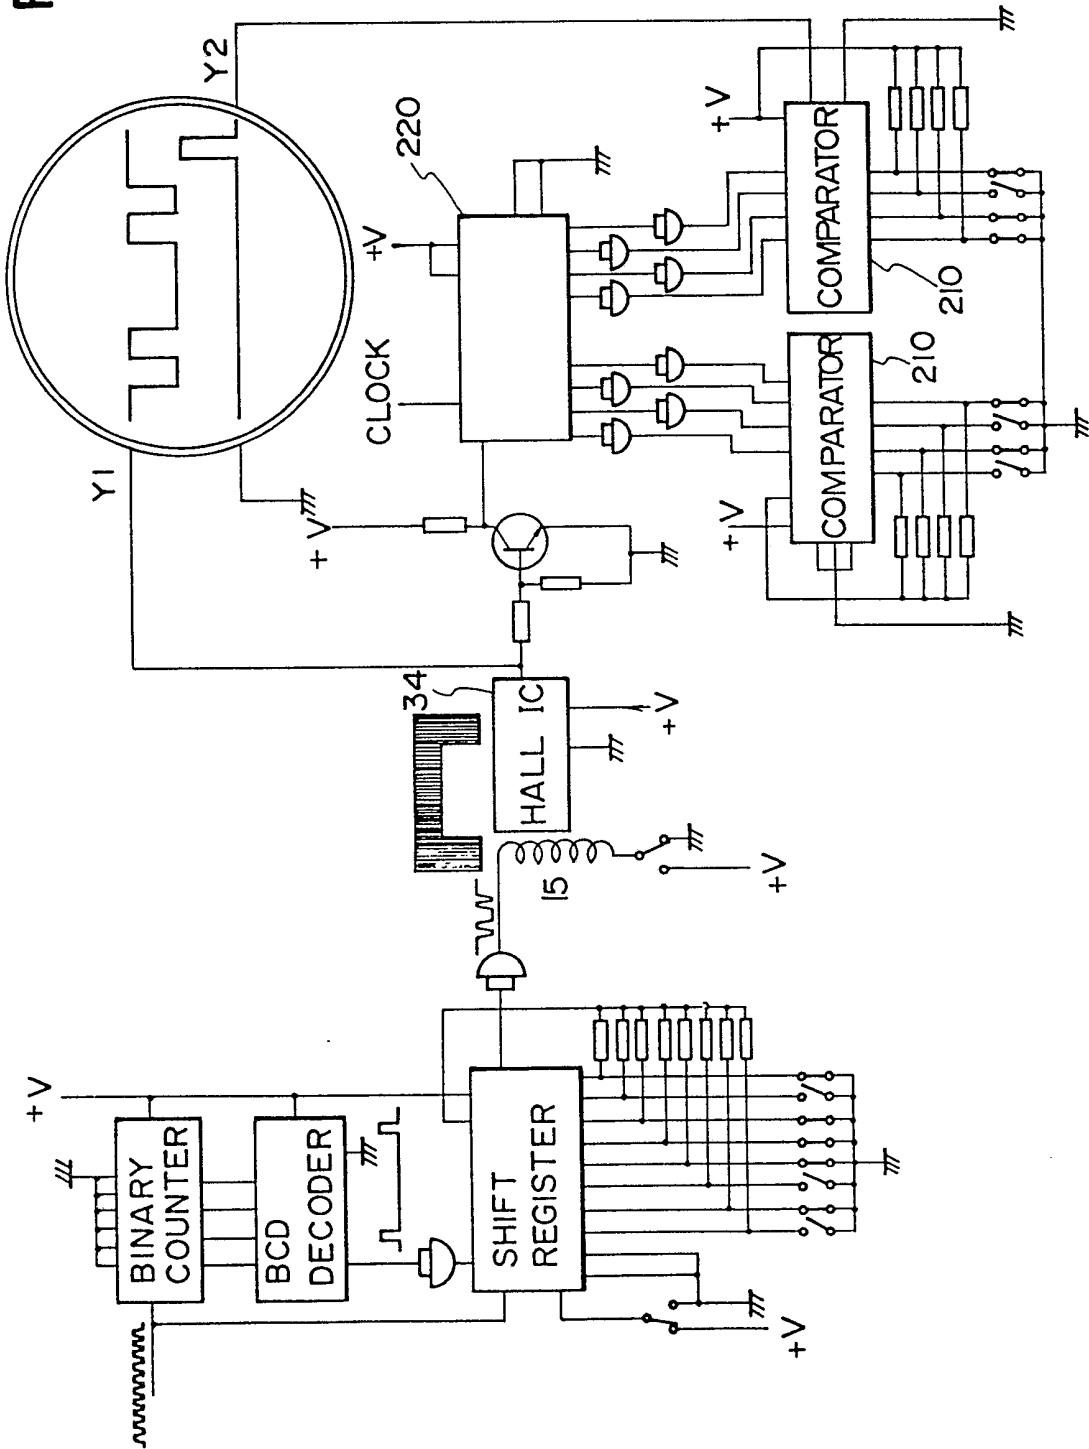 +V
Y1
Y2
BINARY
COUNTER
BCD
DECODER
SHIFT
REGISTER
+V
15
+V
34
HALL IC
+V
+V
CLOCK
+V
220
+V
COMPARATOR
210
+V
COMPARATOR
210